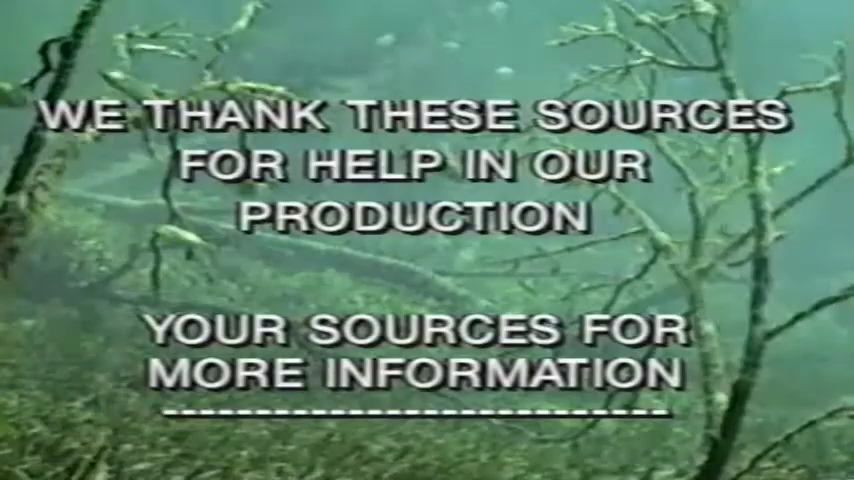 WE THANK THESE SOURCES
FOR HELP IN OUR
PRODUCTION
YOUR SOURCES FOR
MORE INFORMATION
---------------------------